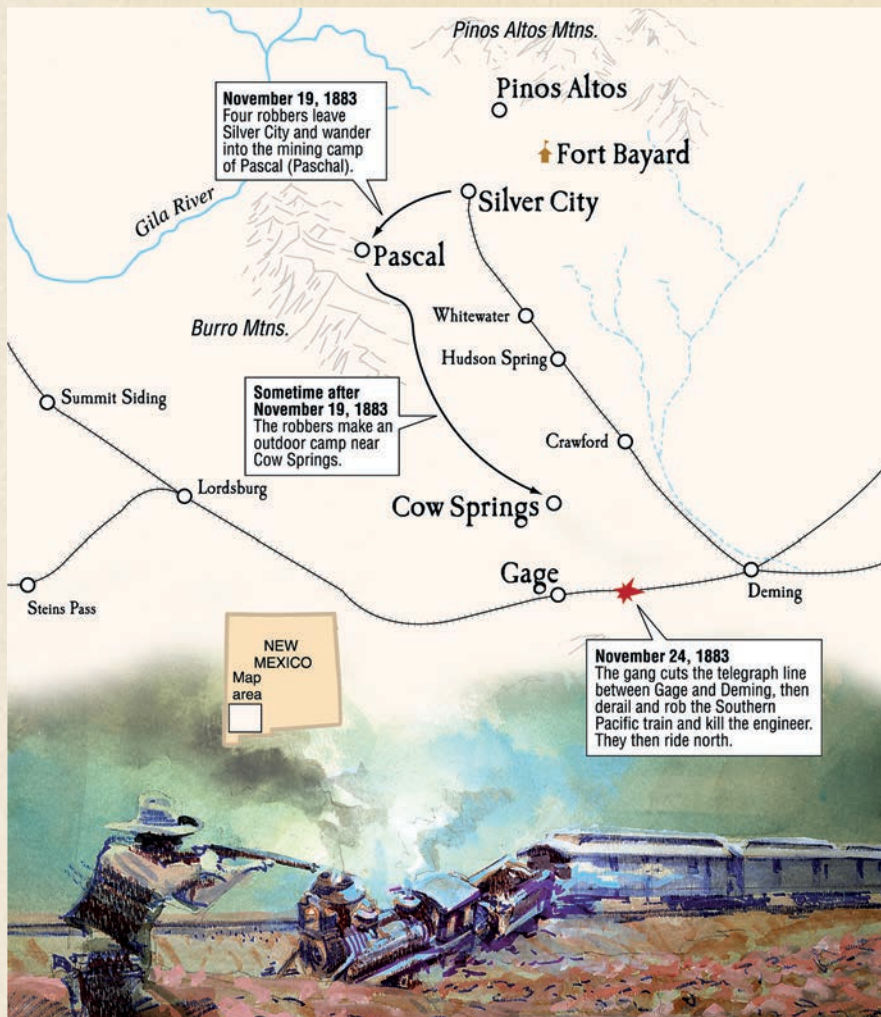 Pinos Altos Mtns.
November 19, 1883
Four robbers leave
Silver City and wander
into the mining camp
of Pascal (Paschal).
Pinos Altos
Fort Bayard
Gila River
Silver City
Pascal
Whitewater
Burro Mtns.
Hudson Spring
Summit Siding
Sometime after
November 19, 1883
The robbers make an
outdoor camp near
Cow Springs.
Crawford
Lordsburg
Cow Springs
Gage
Deming
Steins Pass
NEW
MEXICO
Map
area
November 24, 1883
The gang cuts the telegraph line
between Gage and Deming, then
derail and rob the Southern
Pacific train and kill the engineer.
They then ride north.